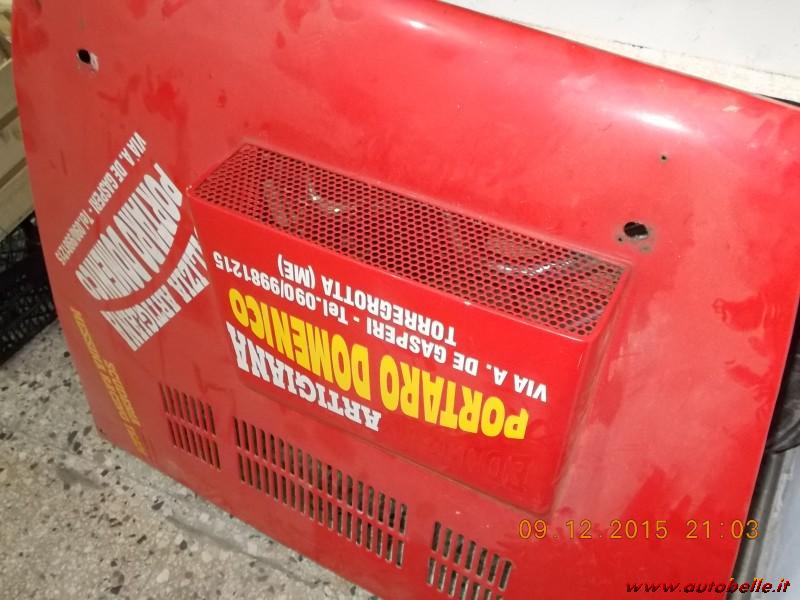 ARTIGIANA
PORTARO DOMENICO
VIA A. DE GASPERI - Tel.090/9981215
TORREGROTTA (ME)
ARTIGIANA
PORTARO DOMENICO
VIA A. DE GASPERI
09.12.2015 21:03
www.autobelle.it